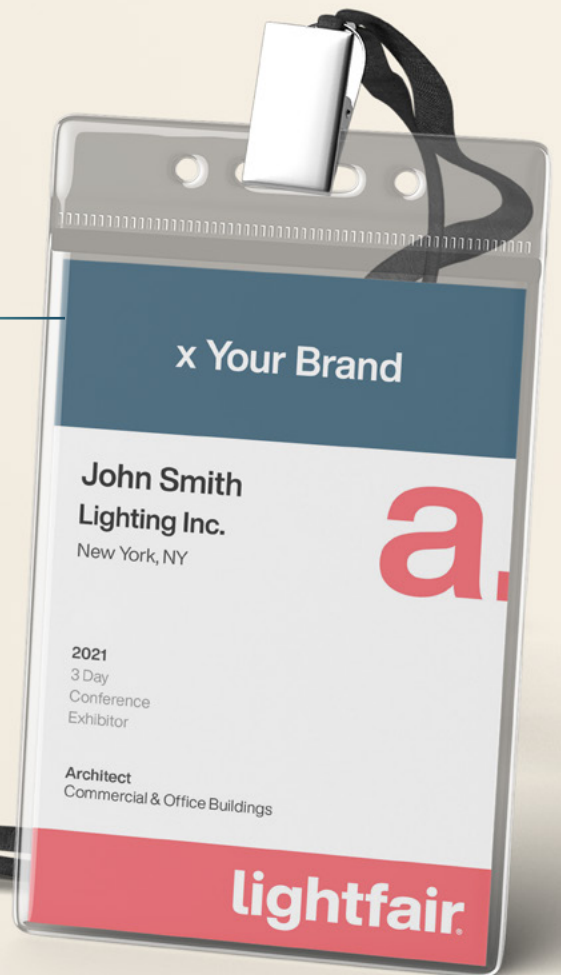 x Your Brand
John Smith
Lighting Inc.
New York, NY
a.
2021
3 Day
Conference
Exhibitor
Architect
Commercial & Office Buildings
lightfair®